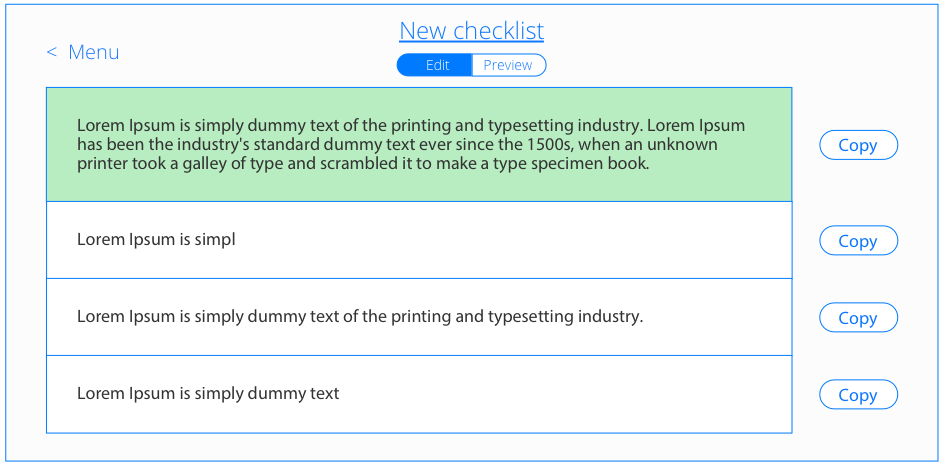 New checklist
< Menu
Edit Preview
Lorem Ipsum is simply dummy text of the printing and typesetting industry. Lorem Ipsum
has been the industry's standard dummy text ever since the 1500s, when an unknown
printer took a galley of type and scrambled it to make a type specimen book.
Copy
Lorem Ipsum is simpl
Copy
Lorem Ipsum is simply dummy text of the printing and typesetting industry.
Copy
Lorem Ipsum is simply dummy text
Copy